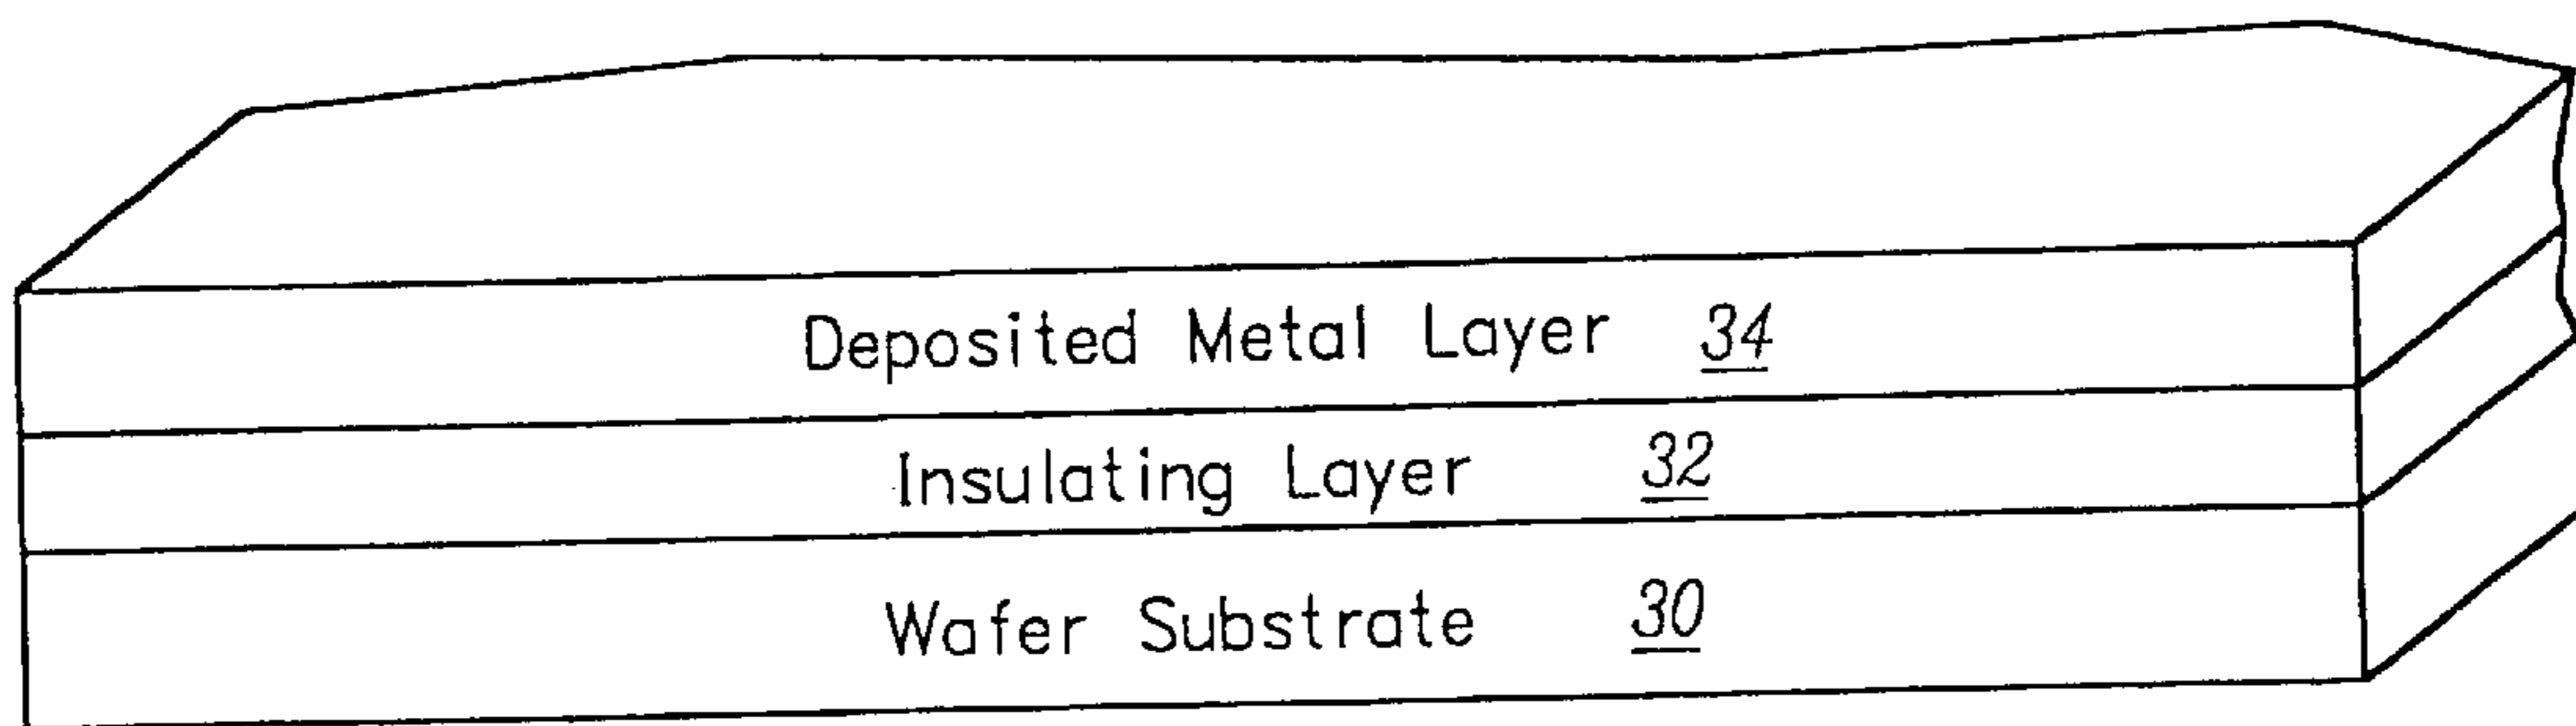 Deposited Metal Layer 34
Insulating Layer 32
Wafer Substrate 30